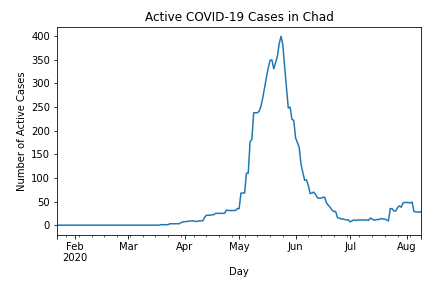 Active COVID-19 Cases in Chad
Number of Active Cases
400
350
300
250
200
150
100
50
0
Feb Mar Apr May Jun Jul Aug
2020
Day